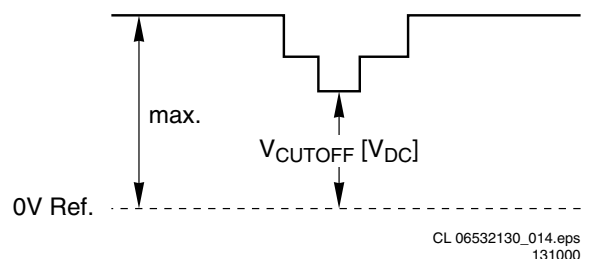 max.
VCUTOFF [VDC]
0V Ref.
CL 06532130_014.eps
131000